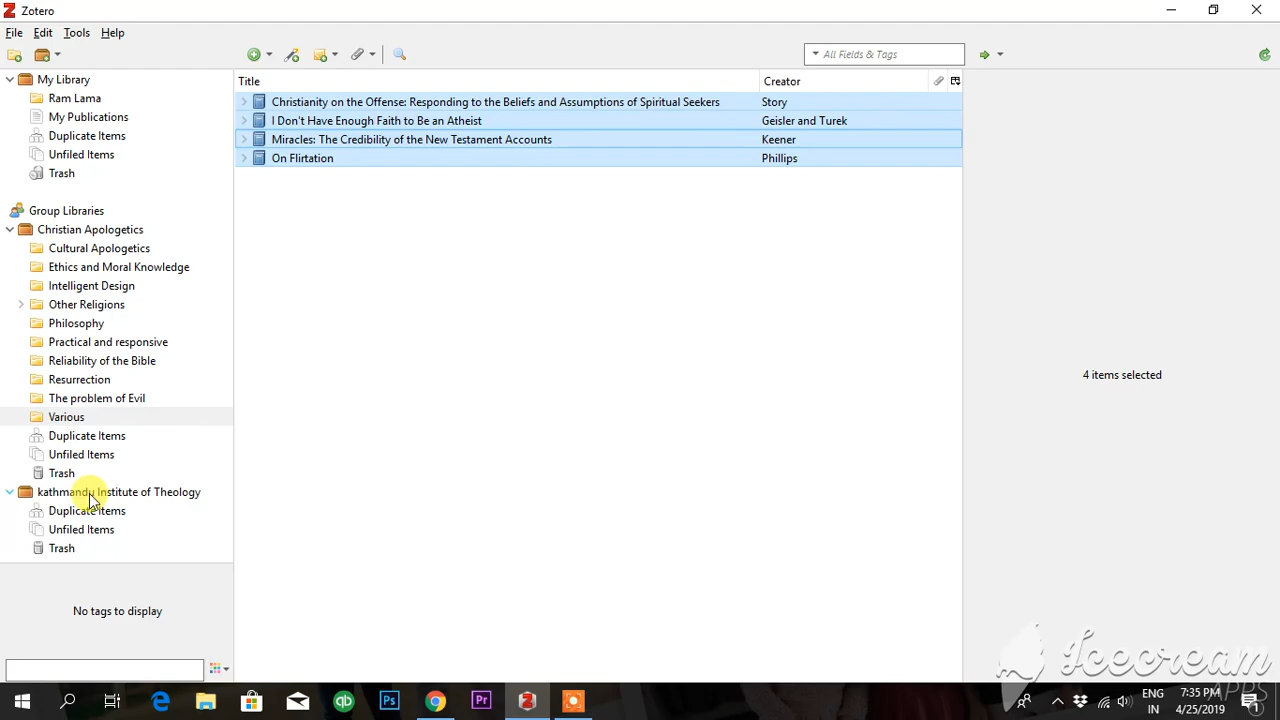 Zotero
File Edit Tools Help
All Fields & Tags
My Library
Ram Lama
My Publications
Duplicate Items
Unfiled Items
Trash
Group Libraries
Christian Apologetics
Cultural Apologetics
Ethics and Moral Knowledge
Intelligent Design
Other Religions
Philosophy
Practical and responsive
Reliability of the Bible
Resurrection
The problem of Evil
Various
Duplicate Items
Unfiled Items
Trash
kathmandu Institute of Theology
Duplicate Items
Unfiled Items
Trash
No tags to display
Title Creator
Christianity on the Offense: Responding to the Beliefs and Assumptions of Spiritual Seekers Story
I Don't Have Enough Faith to Be an Atheist Geisler and Turek
Miracles: The Credibility of the New Testament Accounts Keener
On Flirtation Phillips
4 items selected
Icecream
APPS
ENG 7:35 PM
IN 4/25/2019